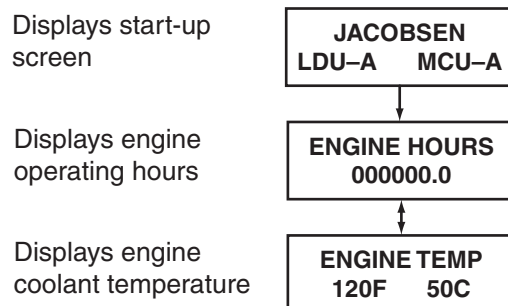 Displays start-up
screen
JACOBSEN
LDU–A MCU–A
Displays engine
operating hours
ENGINE HOURS
000000.0
Displays engine
coolant temperature
ENGINE TEMP
120F 50C